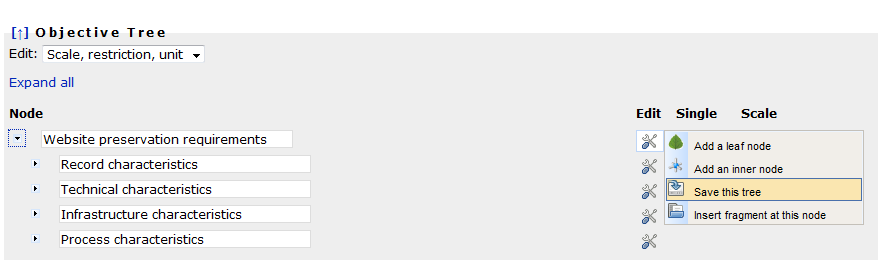 [↑] Objective Tree
Edit: Scale, restriction, unit
Expand all
Node Edit Single Scale
Website preservation requirements
Add a leaf node
Record characteristics
Add an inner node
Technical characteristics
Save this tree
Infrastructure characteristics
Insert fragment at this node
Process characteristics